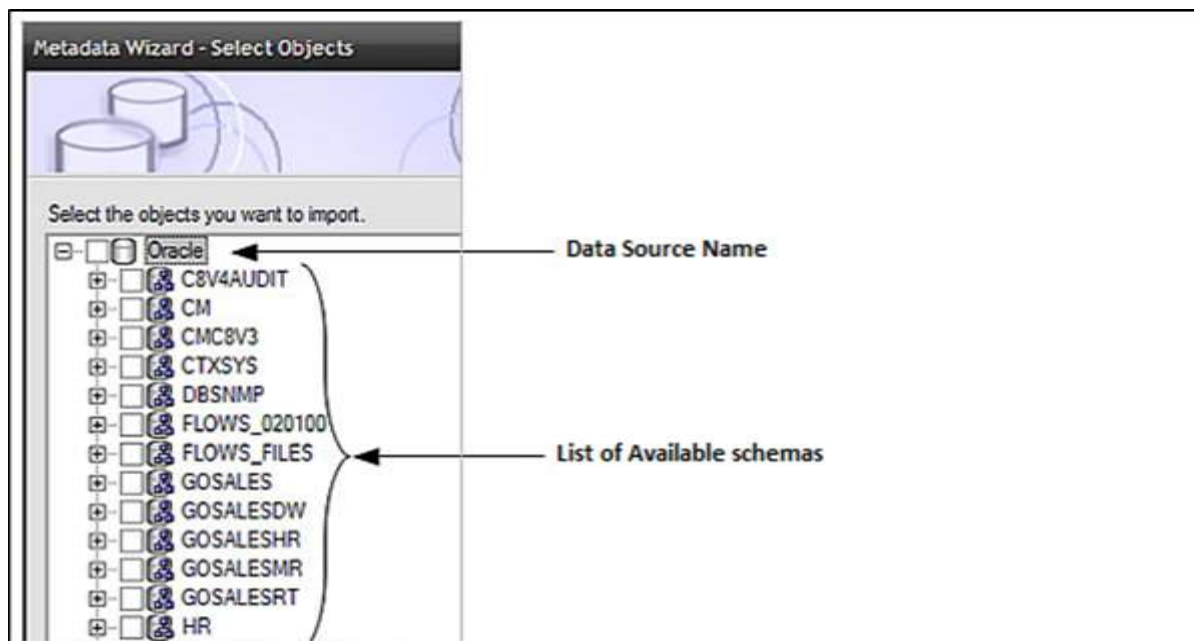 Metadata Wizard - Select Objects
Select the objects you want to import.
Oracle
Data Source Name
C8V4AUDIT
CM
CMC8V3
CTXSYS
DBSNMP
FLOWS_020100
FLOWS_FILES
List of Available schemas
GOSALES
GOSALESDW
GOSALESHR
GOSALESMR
GOSALESRT
HR